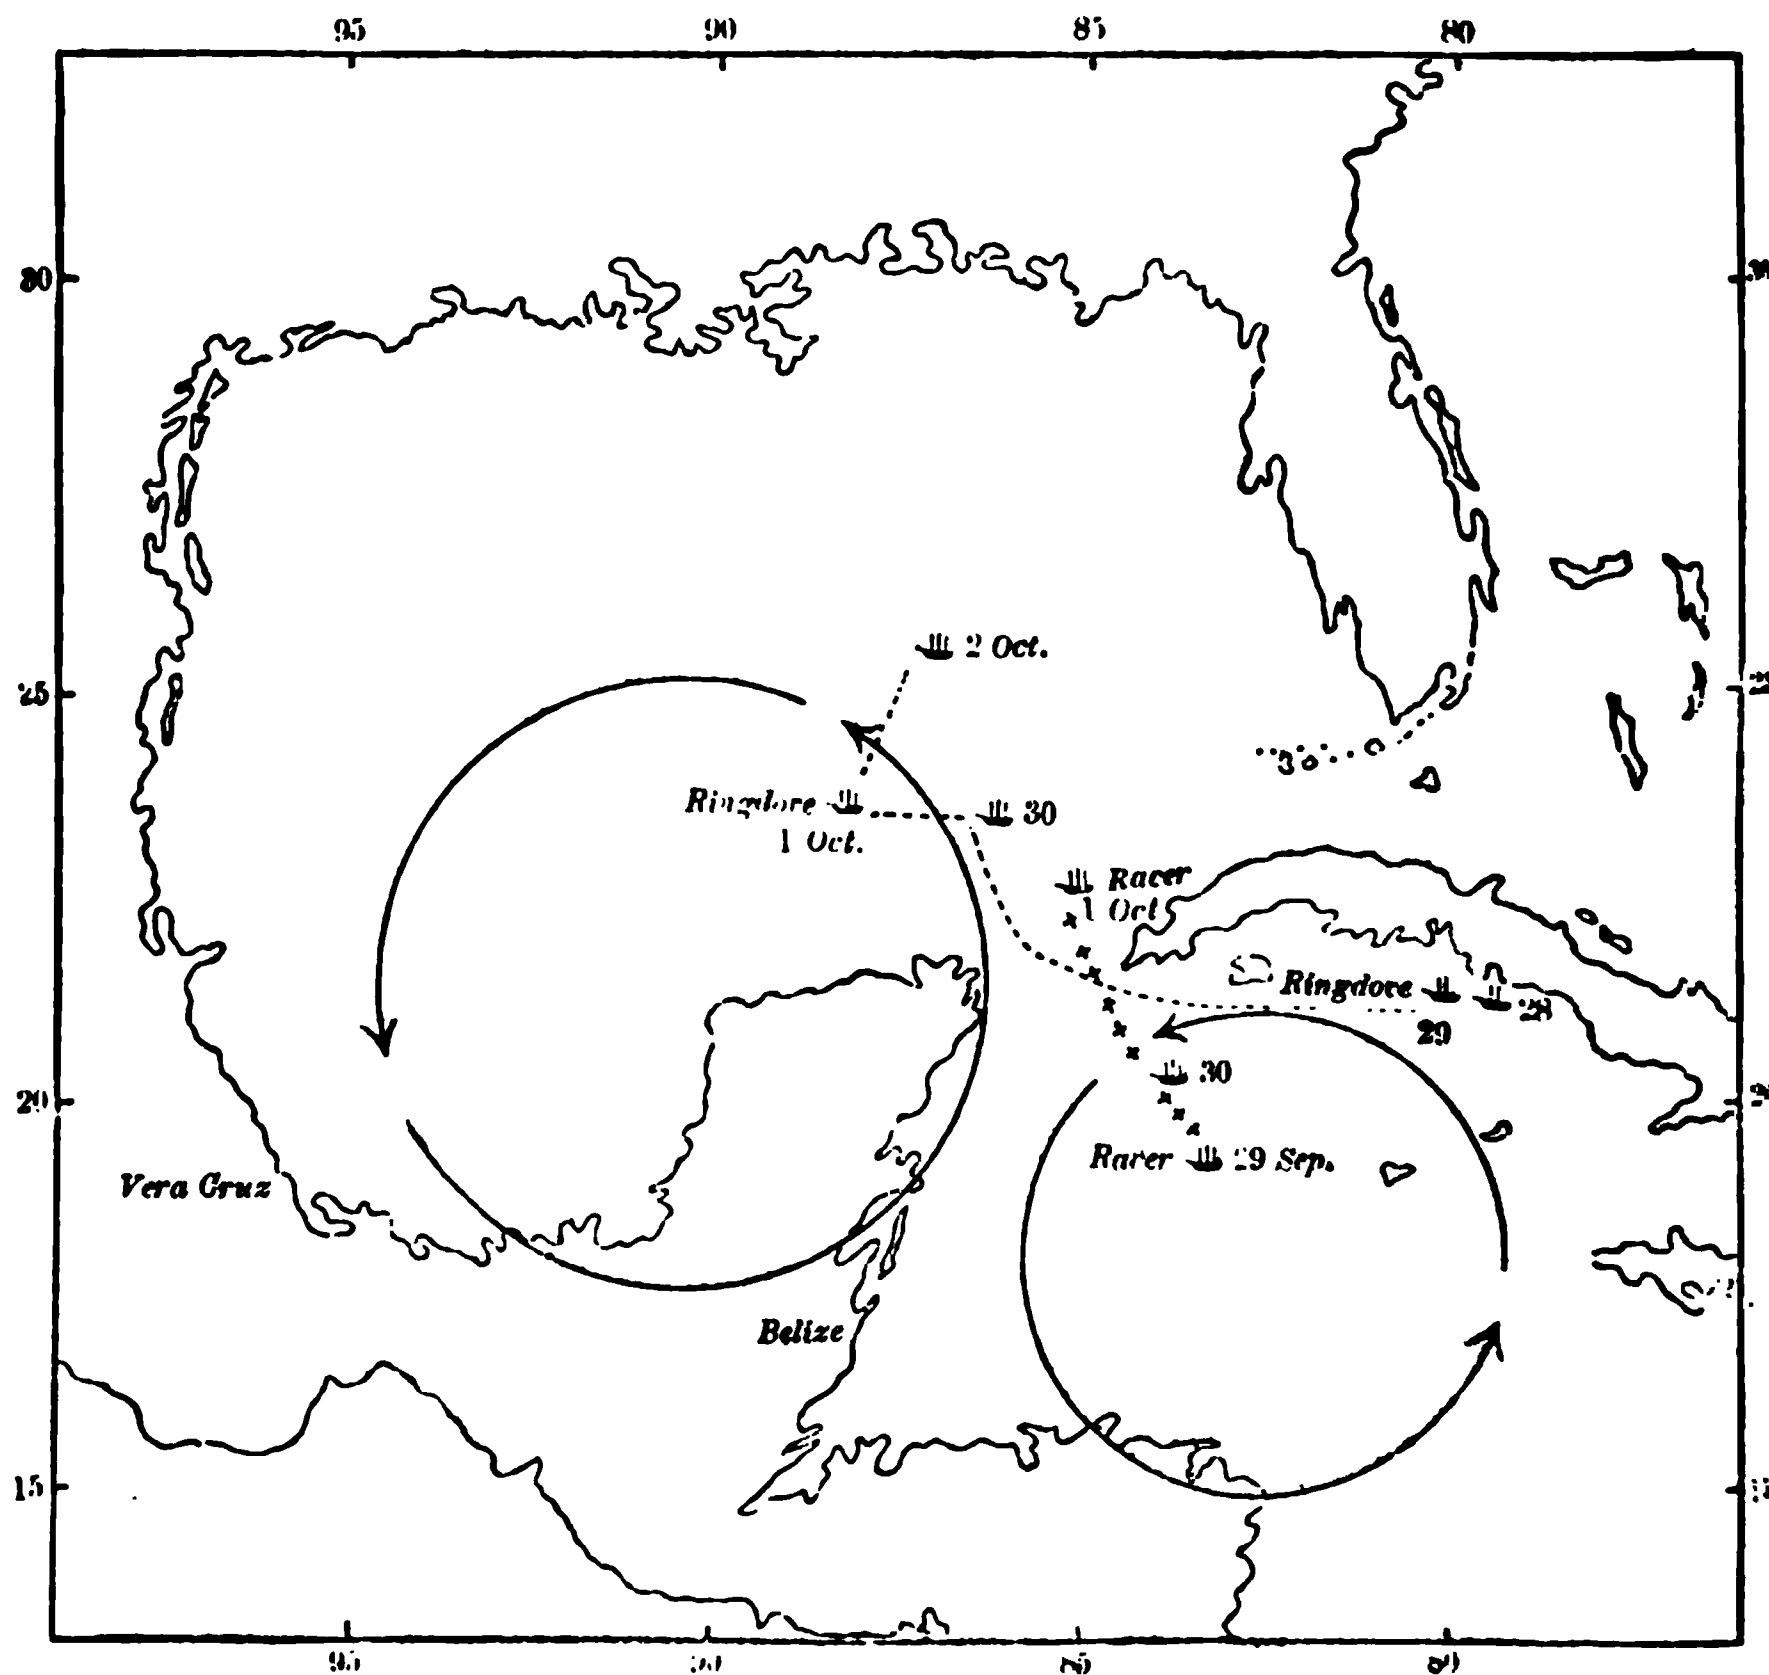 95 90 85 80
30
2 Oct.
25
Ringdove
30
1 Oct.
Racer
1 Oct
Ringdove
28
29
20
30
Racer 29 Sep.
Vera Cruz
Belize
15